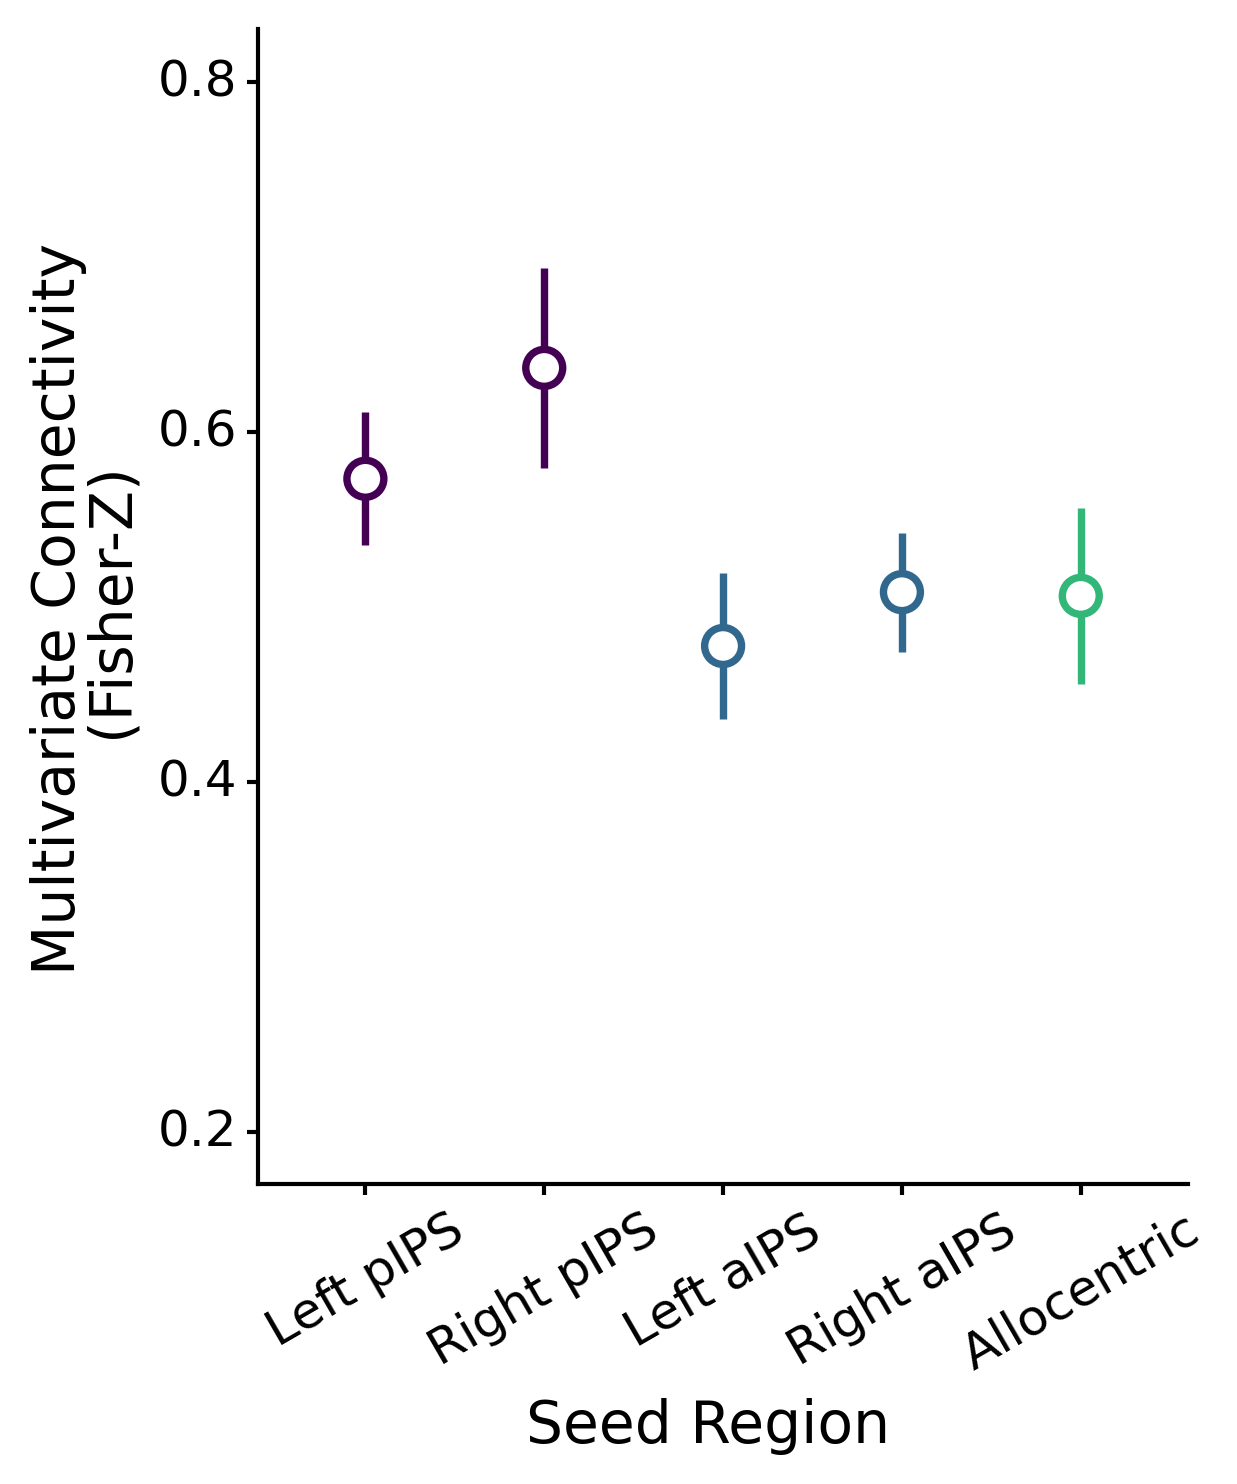 Multivariate Connectivity
(Fisher-Z)
0.8
0.6
0.4
0.2
Left pIPS
Right pIPS
Left aIPS
Right aIPS
Allocentric
Seed Region